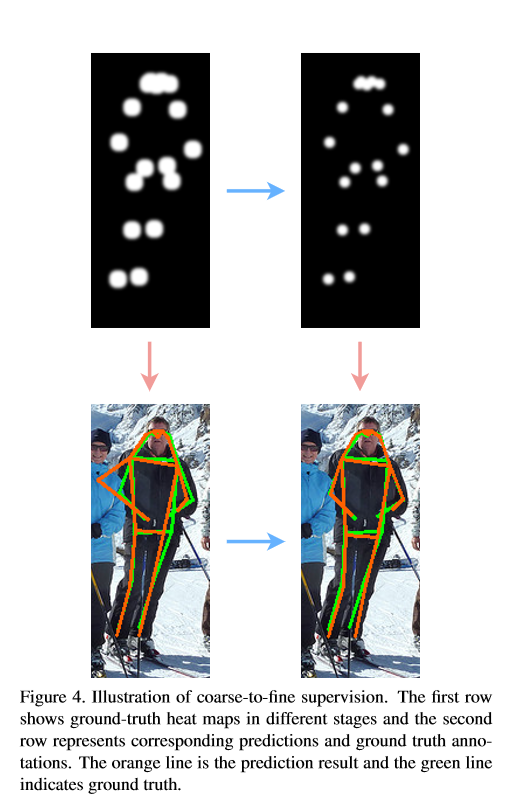 Figure 4. Illustration of coarse-to-fine supervision. The first row
shows ground-truth heat maps in different stages and the second
row represents corresponding predictions and ground truth anno-
tations. The orange line is the prediction result and the green line
indicates ground truth.